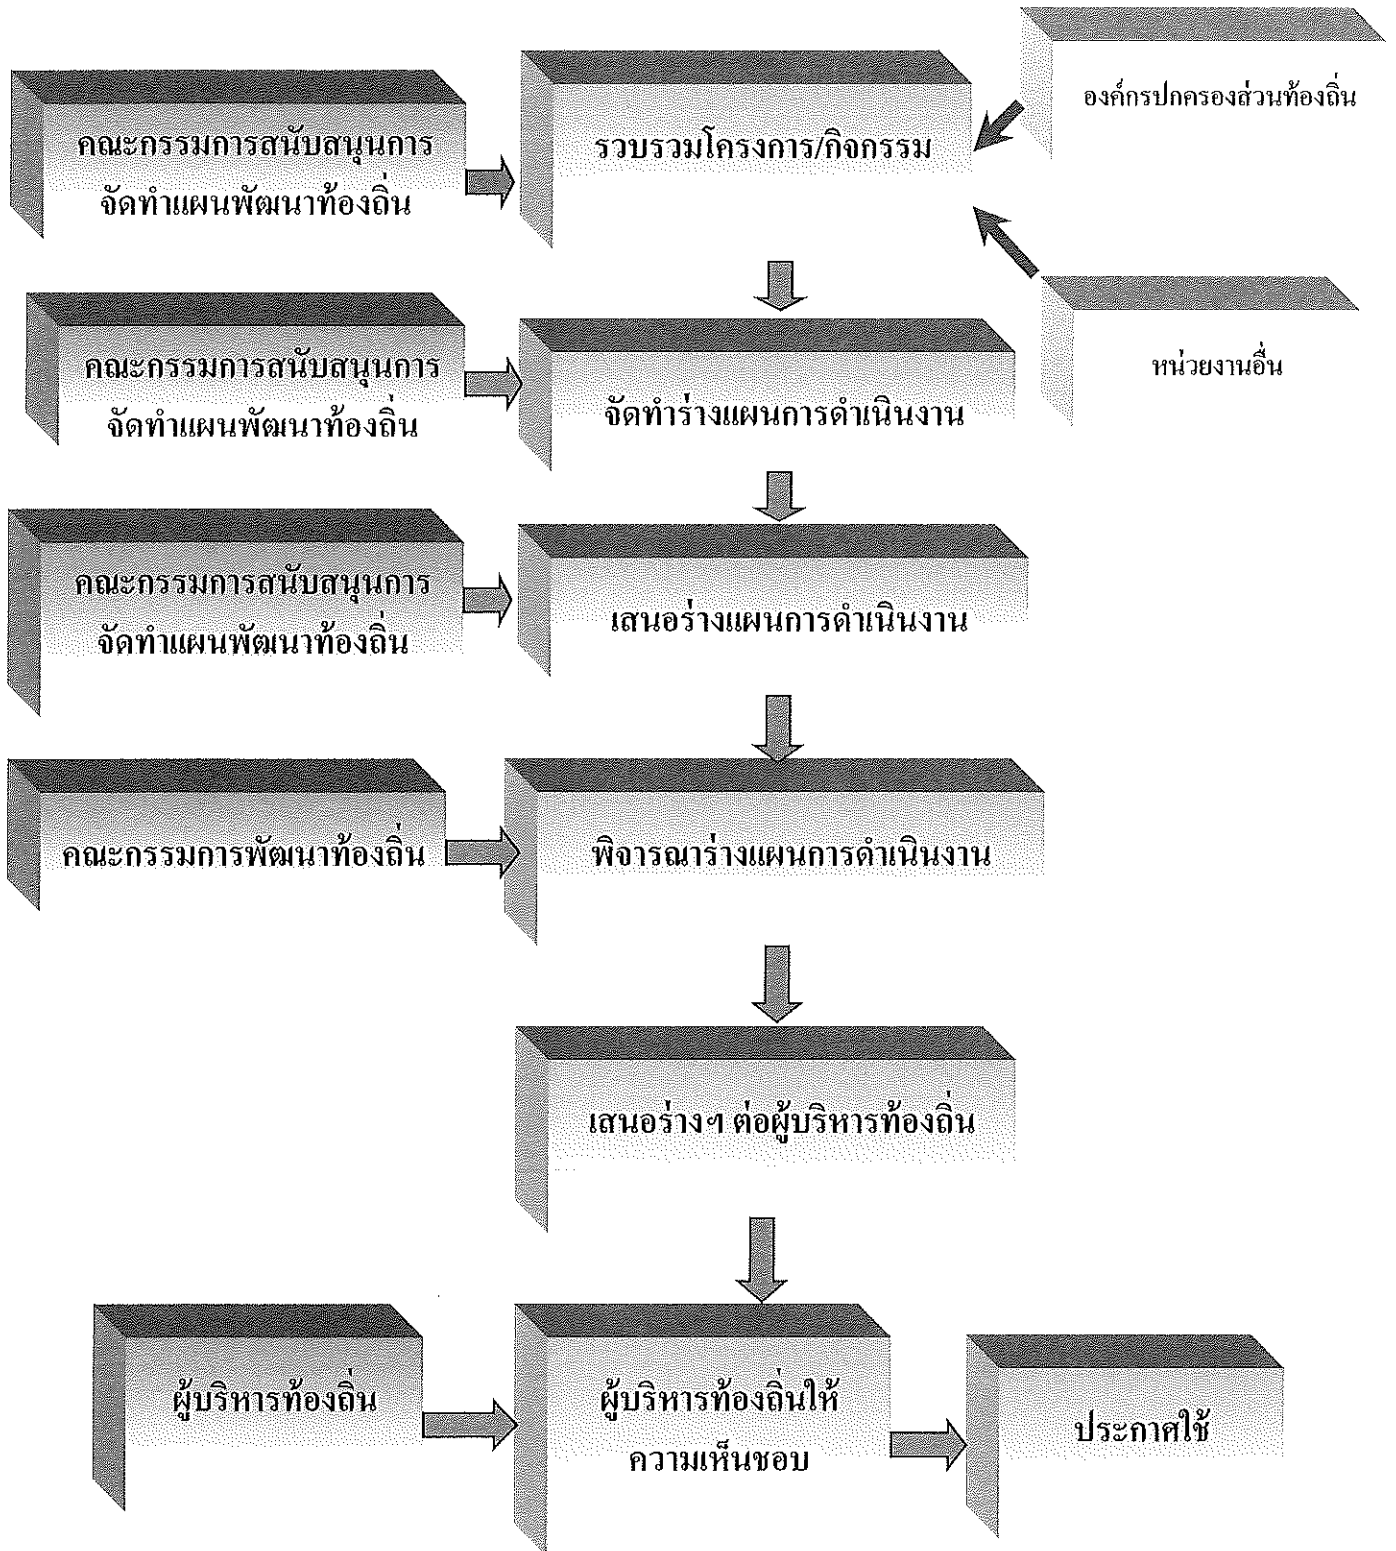 องค์กรปกครองส่วนท้องถิ่น
คณะกรรมการสนับสนุนการ
จัดทำแผนพัฒนาท้องถิ่น
รวบรวมโครงการ/กิจกรรม
หน่วยงานอื่น
คณะกรรมการสนับสนุนการ
จัดทำแผนพัฒนาท้องถิ่น
จัดทำร่างแผนการดำเนินงาน
คณะกรรมการสนับสนุนการ
จัดทำแผนพัฒนาท้องถิ่น
เสนอร่างแผนการดำเนินงาน
คณะกรรมการพัฒนาท้องถิ่น
พิจารณาร่างแผนการดำเนินงาน
เสนอร่างฯ ต่อผู้บริหารท้องถิ่น
ผู้บริหารท้องถิ่น
ผู้บริหารท้องถิ่นให้
ความเห็นชอบ
ประกาศใช้